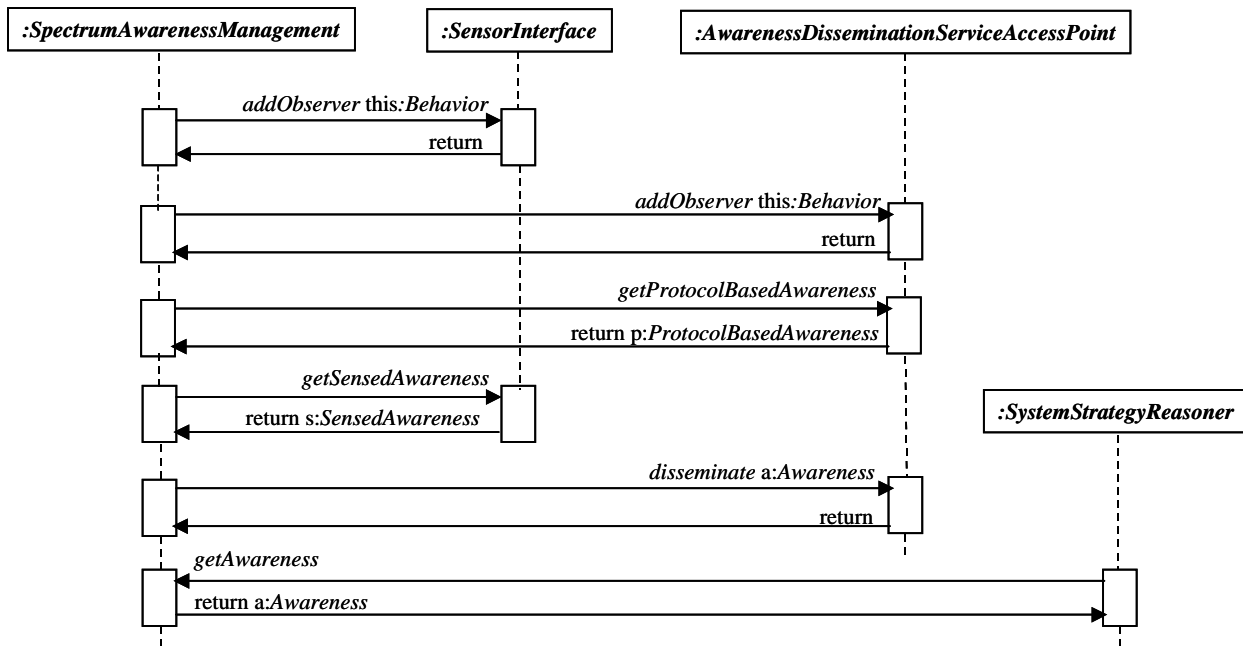 :SpectrumAwarenessManagement
:SensorInterface
:AwarenessDisseminationServiceAccessPoint
addObserver this:Behavior
return
addObserver this:Behavior
return
getProtocolBasedAwareness
return p:ProtocolBasedAwareness
getSensedAwareness
return s:SensedAwareness
:SystemStrategyReasoner
disseminate a:Awareness
return
getAwareness
return a:Awareness